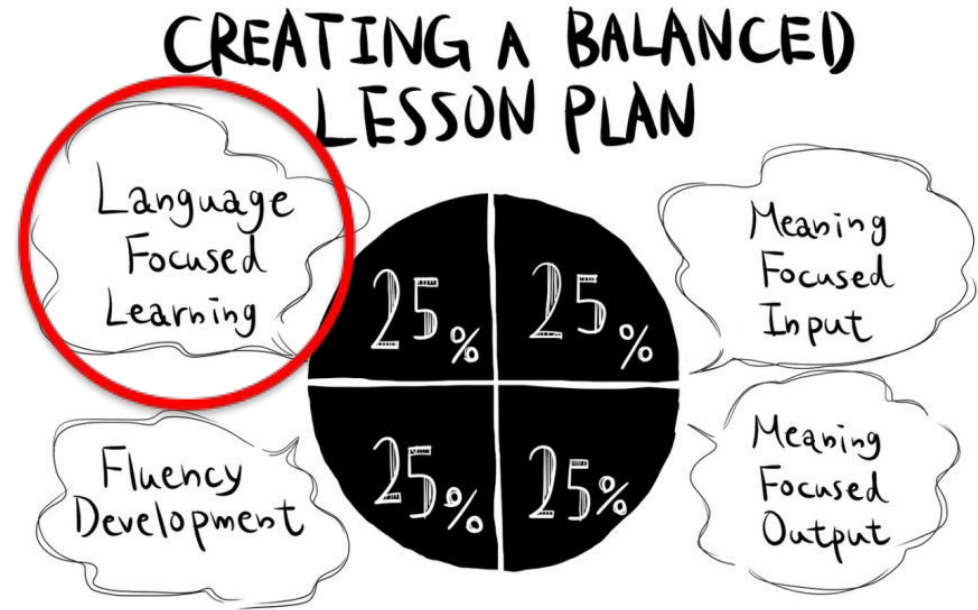 CREATING A BALANCED
LESSON PLAN
Language
Focused
Learning
25%
25%
Meaning
Focused
Input
Fluency
Development
25%
25%
Meaning
Focused
Output